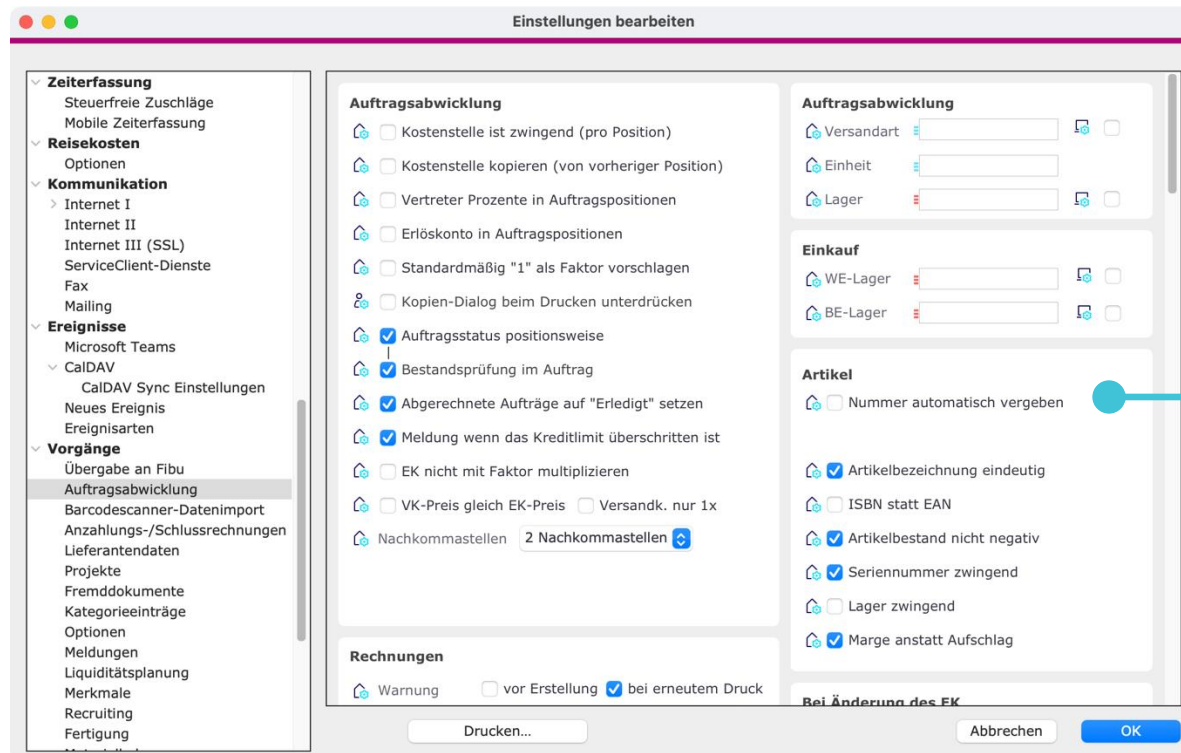 Einstellungen bearbeiten
Zeiterfassung
Steuerfreie Zuschläge
Mobile Zeiterfassung
Reisekosten
Optionen
Kommunikation
Internet I
Internet II
Internet III (SSL)
ServiceClient-Dienste
Fax
Mailing
Ereignisse
Microsoft Teams
CalDAV
CalDAV Sync Einstellungen
Neues Ereignis
Ereignisarten
Vorgänge
Übergabe an Fibu
Auftragsabwicklung
Barcodescanner-Datenimport
Anzahlungs-/Schlussrechnungen
Lieferantendaten
Projekte
Fremddokumente
Kategorieeinträge
Optionen
Meldungen
Liquiditätsplanung
Merkmale
Recruiting
Fertigung
Auftragsabwicklung
Kostenstelle ist zwingend (pro Position)
Kostenstelle kopieren (von vorheriger Position)
Vertreter Prozente in Auftragspositionen
Erlöskonto in Auftragspositionen
Standardmäßig "1" als Faktor vorschlagen
Kopien-Dialog beim Drucken unterdrücken
Auftragsstatus positionsweise
Bestandsprüfung im Auftrag
Abgerechnete Aufträge auf "Erledigt" setzen
Meldung wenn das Kreditlimit überschritten ist
EK nicht mit Faktor multiplizieren
VK-Preis gleich EK-Preis Versandk. nur 1x
Nachkommastellen 2 Nachkommastellen
Rechnungen
Warnung vor Erstellung bei erneutem Druck
Auftragsabwicklung
Versandart
Einheit
Lager
Einkauf
WE-Lager
BE-Lager
Artikel
Nummer automatisch vergeben
Artikelbezeichnung eindeutig
ISBN statt EAN
Artikelbestand nicht negativ
Seriennummer zwingend
Lager zwingend
Marge anstatt Aufschlag
Bei Änderung des EK
Drucken...
Abbrechen
OK